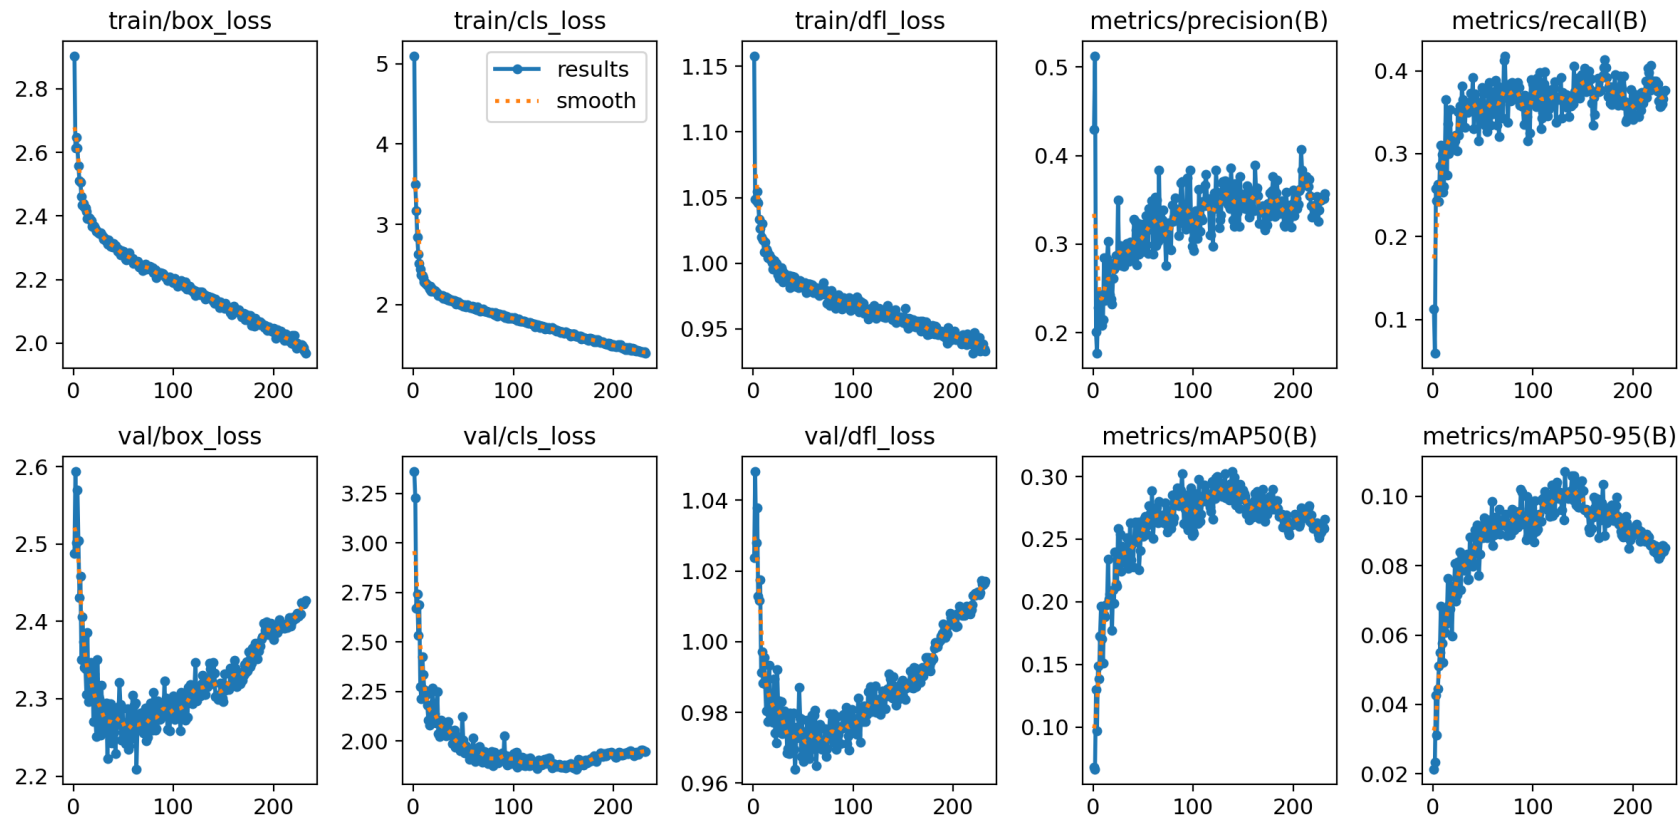 train/box_loss
2.8
2.6
2.4
2.2
2.0
0 100 200
train/cls_loss
results
smooth
5
4
3
2
0 100 200
train/dfl_loss
1.15
1.10
1.05
1.00
0.95
0 100 200
metrics/precision(B)
0.5
0.4
0.3
0.2
0 100 200
metrics/recall(B)
0.4
0.3
0.2
0.1
0 100 200
val/box_loss
2.6
2.5
2.4
2.3
2.2
0 100 200
val/cls_loss
3.25
3.00
2.75
2.50
2.25
2.00
0 100 200
val/dfl_loss
1.04
1.02
1.00
0.98
0.96
0 100 200
metrics/mAP50(B)
0.30
0.25
0.20
0.15
0.10
0 100 200
metrics/mAP50-95(B)
0.10
0.08
0.06
0.04
0.02
0 100 200